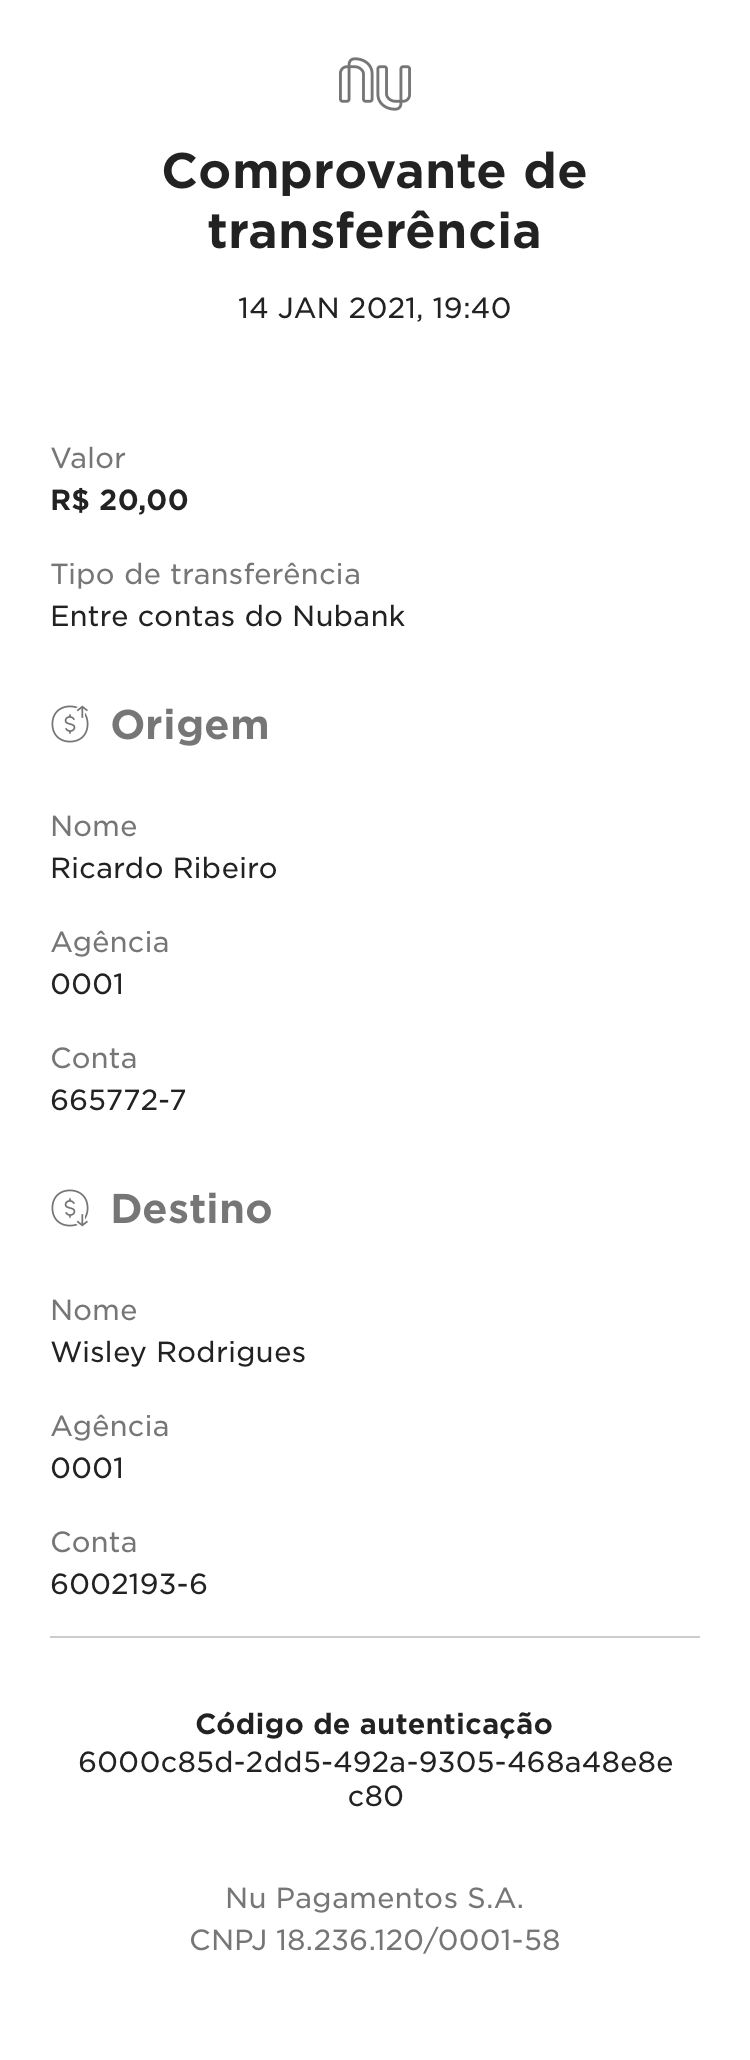 nu
Comprovante de
transferência
14 JAN 2021, 19:40
Valor
R$ 20,00
Tipo de transferência
Entre contas do Nubank
Origem
Nome
Ricardo Ribeiro
Agência
0001
Conta
665772-7
Destino
Nome
Wisley Rodrigues
Agência
0001
Conta
6002193-6
Código de autenticação
6000c85d-2dd5-492a-9305-468a48e8e
c80
Nu Pagamentos S.A.
CNPJ 18.236.120/0001-58